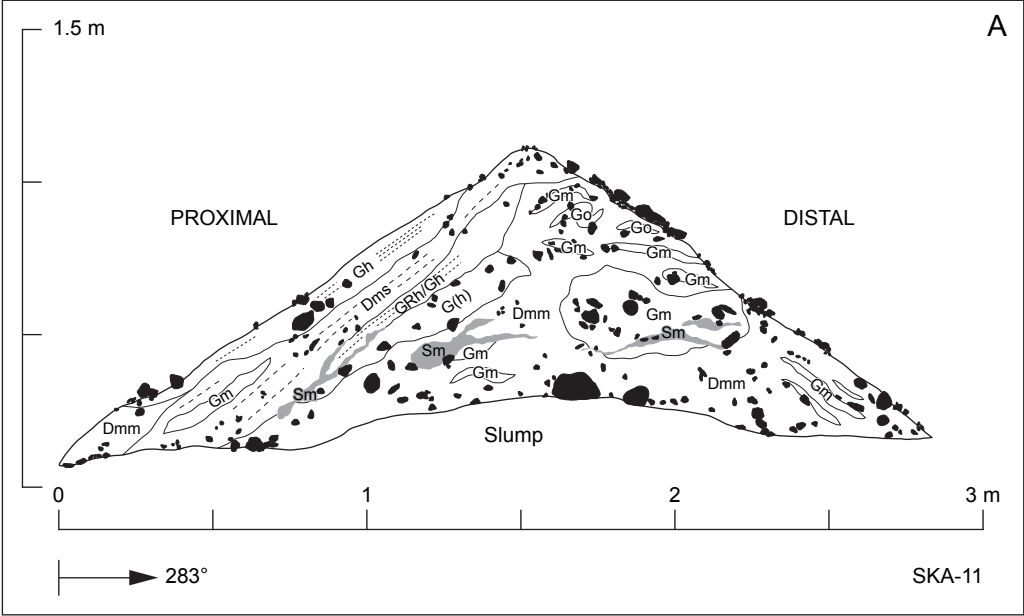 1.5 m
A
PROXIMAL
DISTAL
Gm
Go
Go
Gm
Gm
Gh
Gm
Dms
GRh/Gh
G(h)
Dmm
Gm
Sm
Sm
Gm
Gm
Dmm
Gm
Sm
Gm
Dmm
Slump
0
1
2
3 m
283°
SKA-11